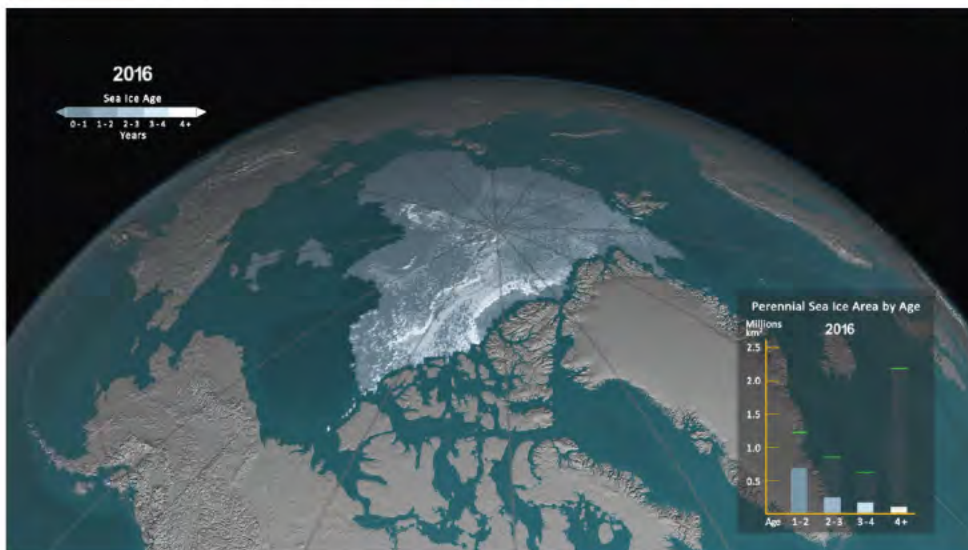 2016
Sea Ice Age
0-1 1-2 2-3 3-4 4+
Years
Perennial Sea Ice Area by Age
Millions
km²
2016
2.5
2.0
1.5
1.0
0.5
Age 1-2 2-3 3-4 4+